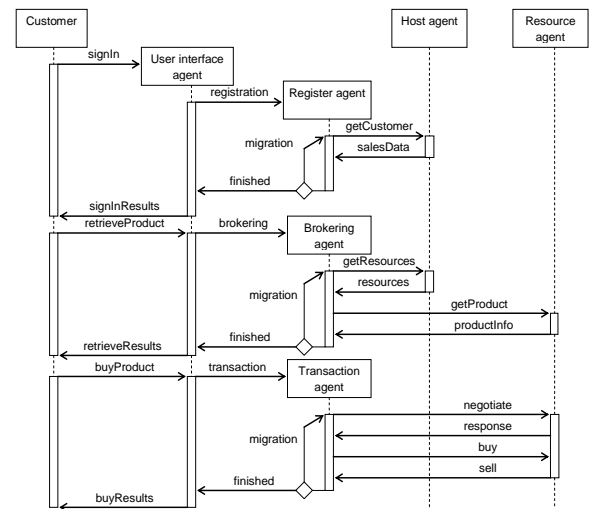 Customer
Host agent
Resource
agent
signIn
User interface
agent
registration
Register agent
getCustomer
migration
salesData
finished
signInResults
retrieveProduct
brokering
Brokering
agent
getResources
resources
migration
getProduct
productInfo
finished
retrieveResults
buyProduct
transaction
Transaction
agent
negotiate
response
migration
buy
sell
finished
buyResults